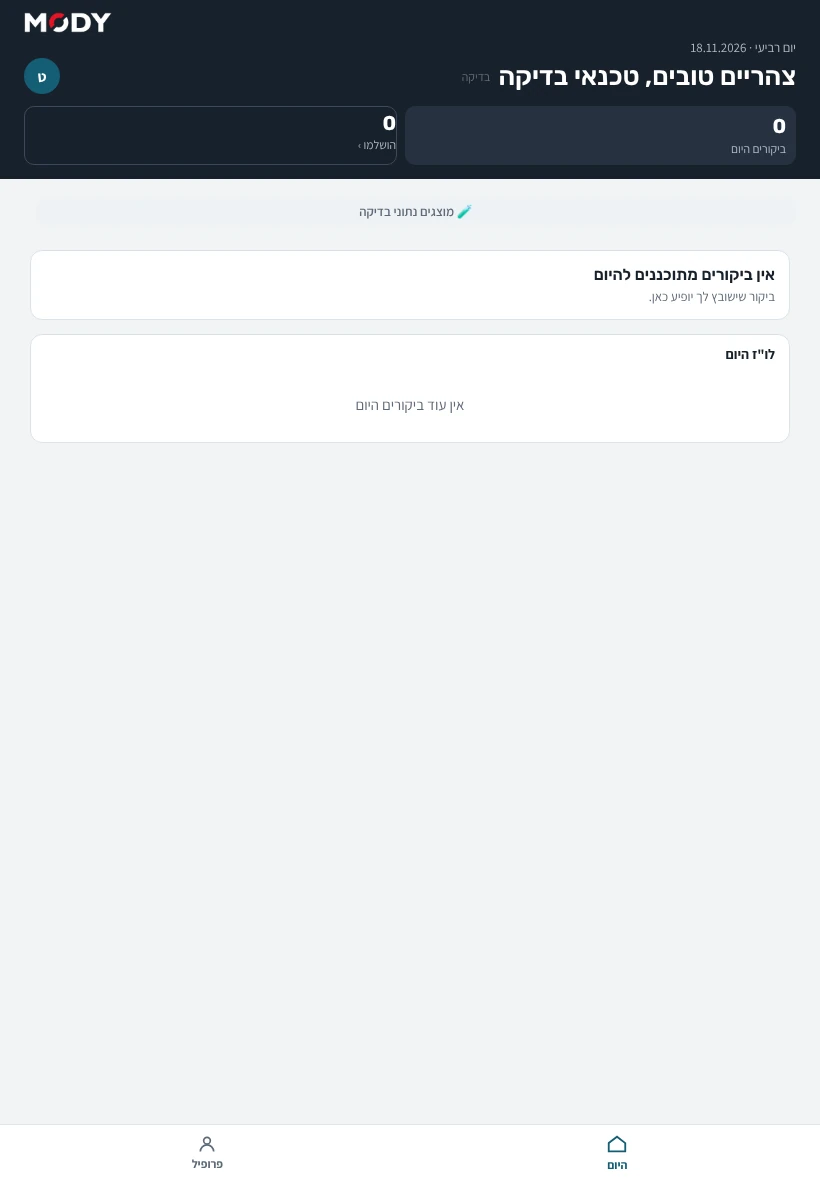 MODY
יום רביעי · 18.11.2026
צהריים טובים, טכנאי בדיקה בדיקה
ט
0
ביקורים היום
0
הושלמו ›
🧪 מוצגים נתוני בדיקה
אין ביקורים מתוכננים להיום
ביקור שישובץ לך יופיע כאן.
לו"ז היום
אין עוד ביקורים היום
היום
פרופיל